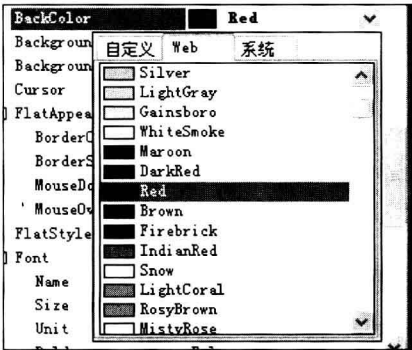 BackColor Red
Backgroun
Backgroun
Cursor
FlatAppea
BorderC
BorderS
MouseDo
MouseOv
FlatStyle
Font
Name
Size
Unit
自定义 Web 系统
Silver
LightGray
Gainsboro
WhiteSmoke
Maroon
DarkRed
Red
Brown
Firebrick
IndianRed
Snow
LightCoral
RosyBrown
MistyRose